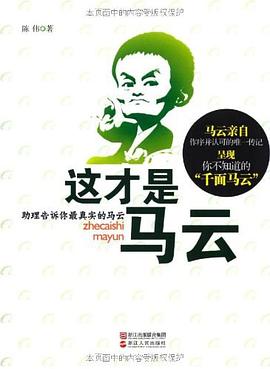 本页面中的内容受版权保护
陈 伟◎著
马云亲自
作序并认可的唯一传记
呈现
你不知道的
“千面马云”
这才是
马云
助理告诉你最真实的马云
zhecaishi
mayun
浙江出版联合集团
浙江人民出版社
本页面中的内容受版权保护